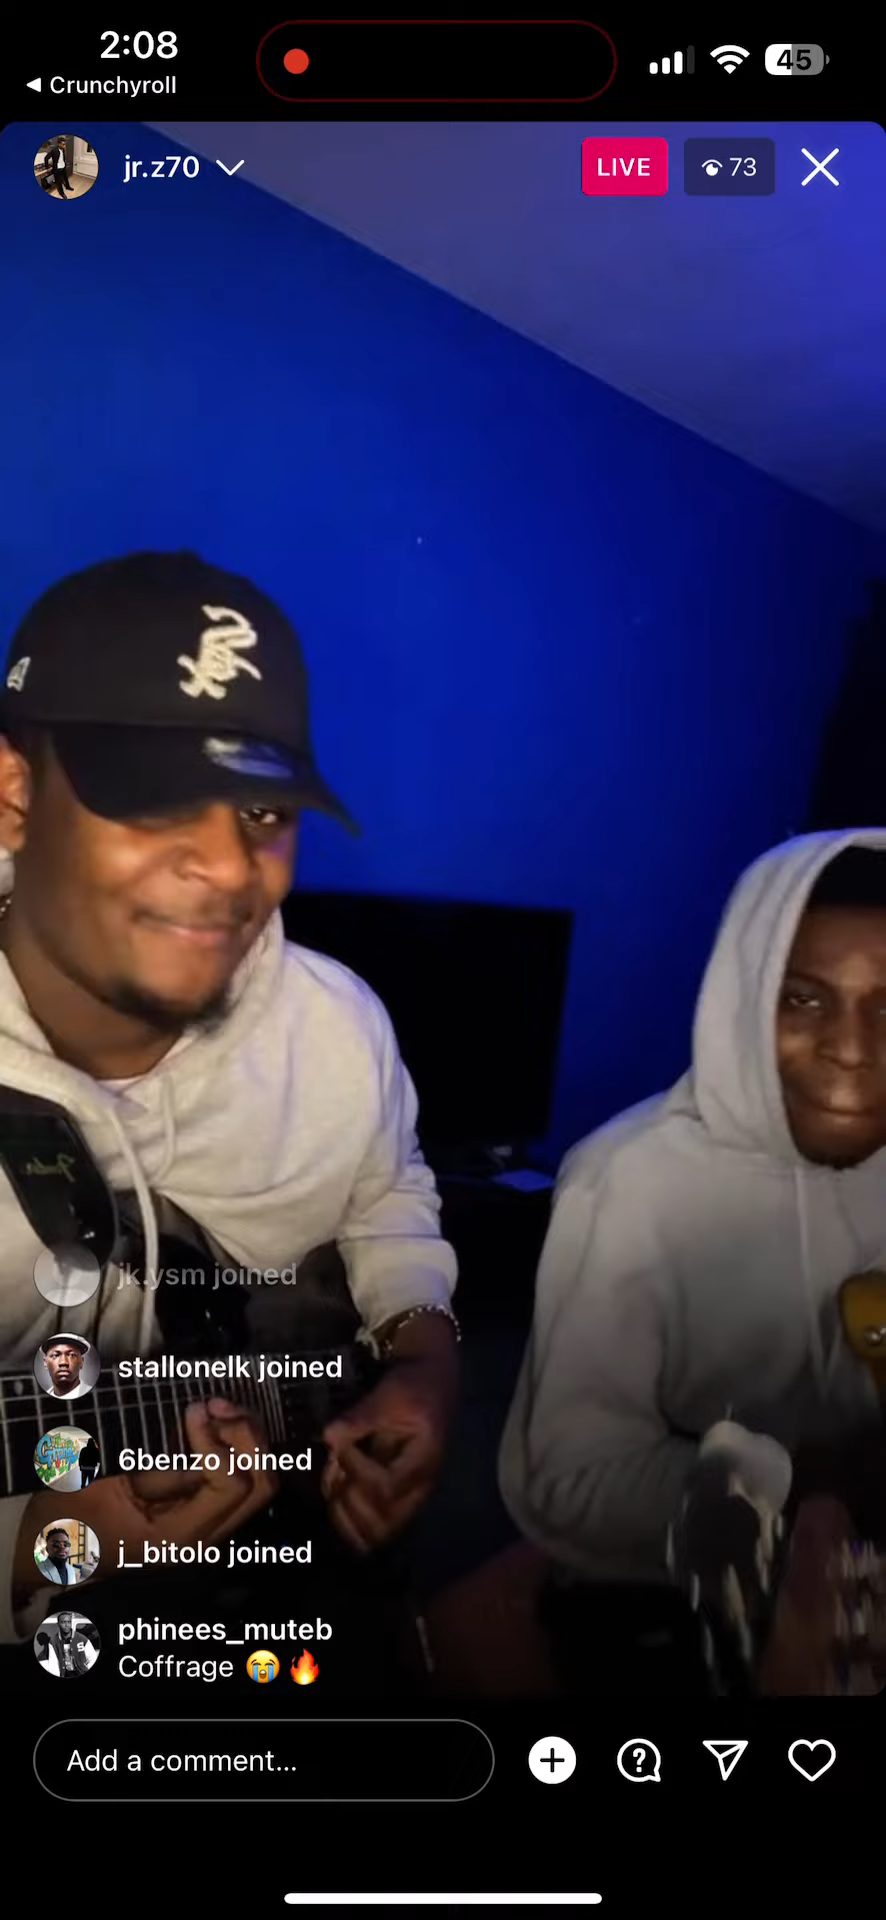 2:08
45
◀ Crunchyroll
jr.z70
LIVE
73
jk.ysm joined
stallonelk joined
6benzo joined
j_bitolo joined
phinees_muteb
Coffrage 😭🔥
Add a comment...